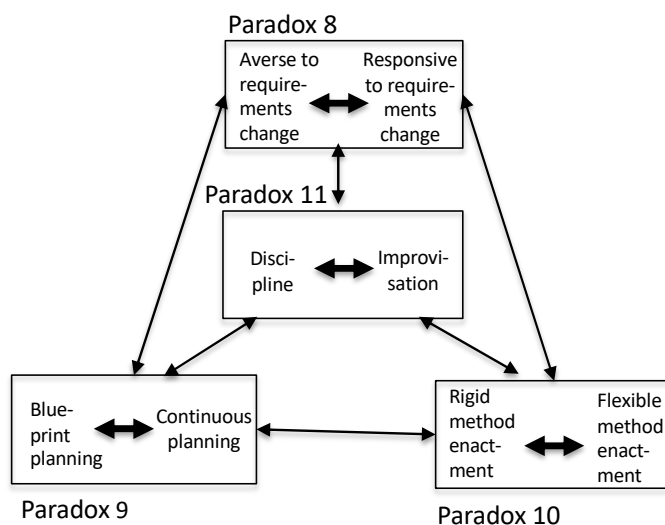 Paradox 8
Averse to
require-
ments
change
Responsive
to require-
ments
change
Paradox 11
Disci-
pline
Improvi-
sation
Blue-
print
planning
Continuous
planning
Rigid
method
enact-
ment
Flexible
method
enact-
ment
Paradox 9
Paradox 10